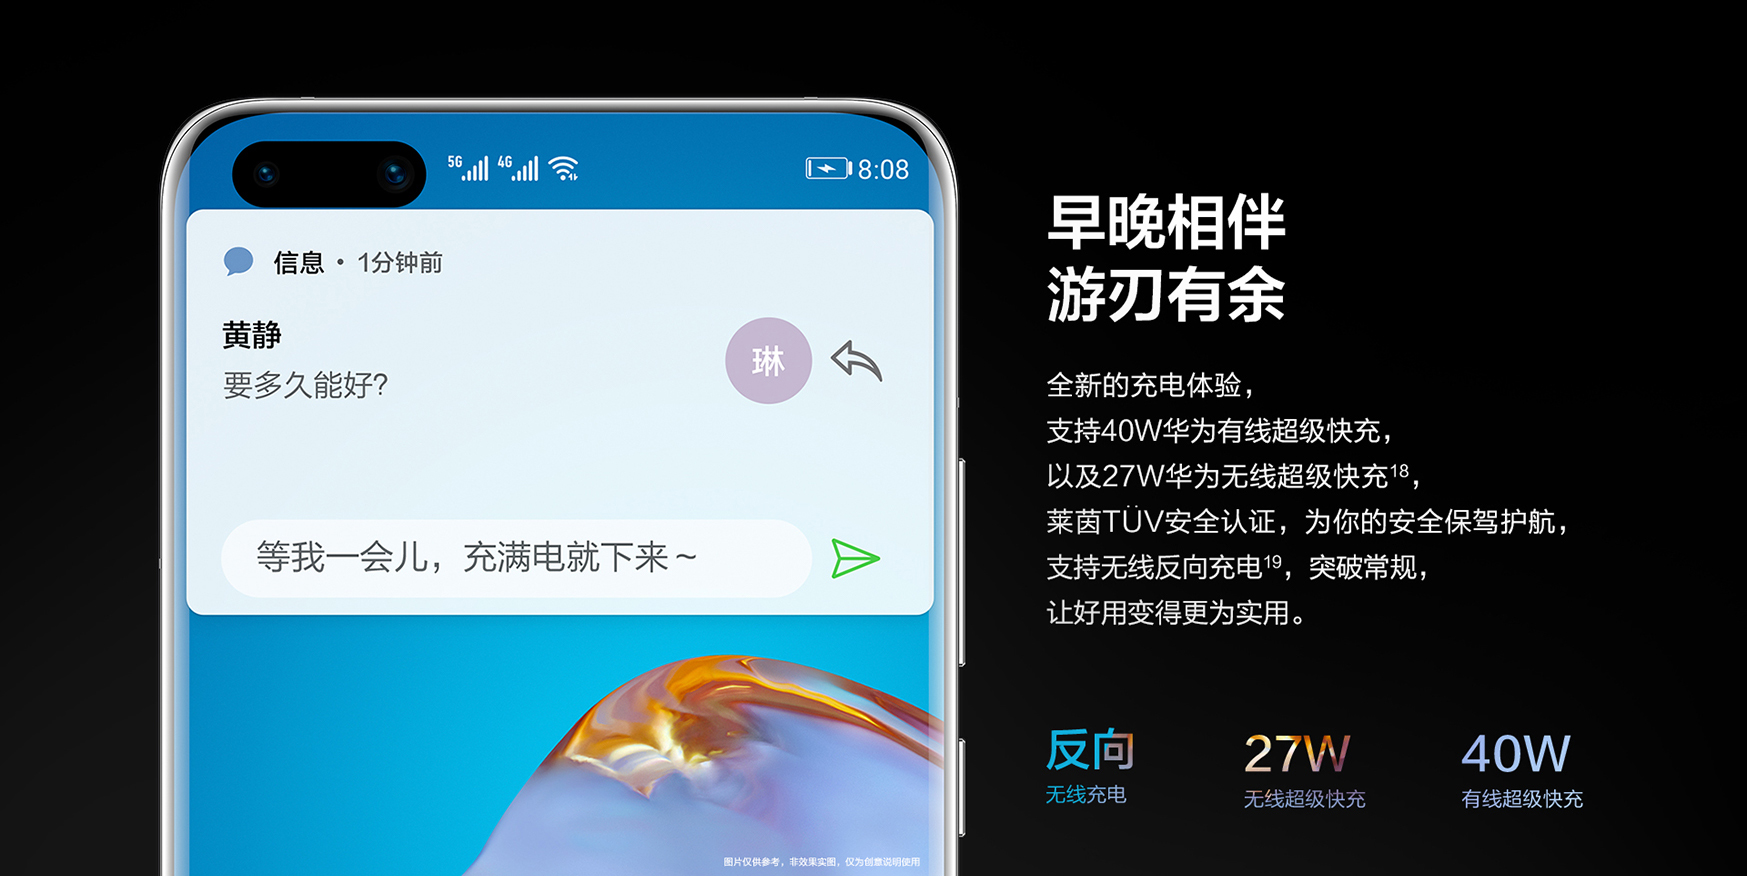 5G 4G 8:08
信息 • 1分钟前
黄静
要多久能好?
琳
等我一会儿，充满电就下来~
图片仅供参考，非效果实图，仅为创意说明使用
早晚相伴
游刃有余
全新的充电体验，
支持40W华为有线超级快充，
以及27W华为无线超级快充18，
莱茵TÜV安全认证，为你的安全保驾护航，
支持无线反向充电19，突破常规，
让好用变得更为实用。
反向
无线充电
27W
无线超级快充
40W
有线超级快充